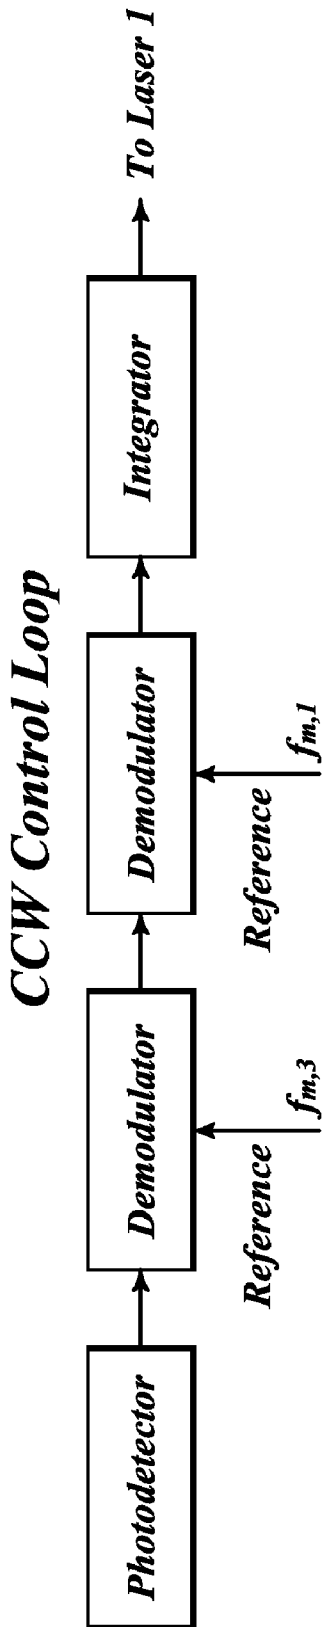 CCW Control Loop
Photodetector
Demodulator
Demodulator
Integrator
To Laser 1
Reference
fm,3
Reference
fm,1